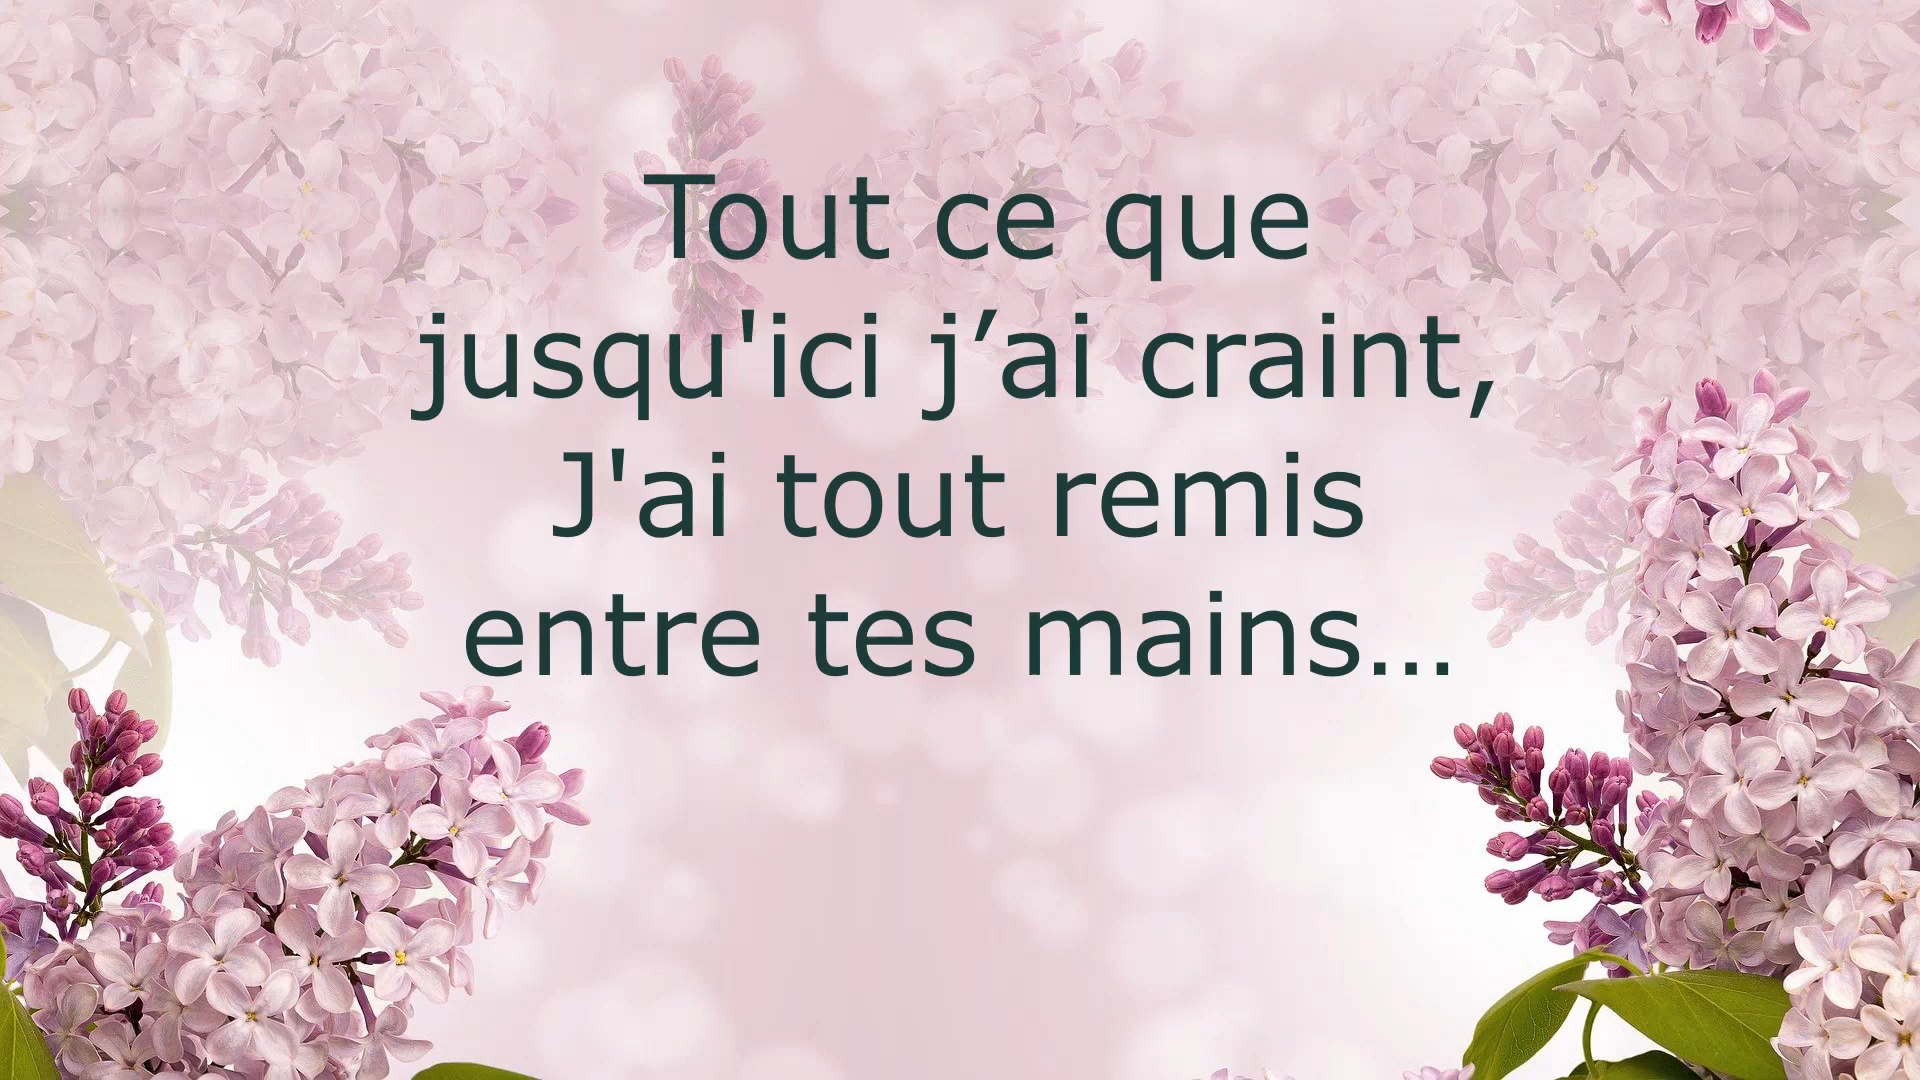 Tout ce que
jusqu'ici j’ai craint,
J'ai tout remis
entre tes mains...